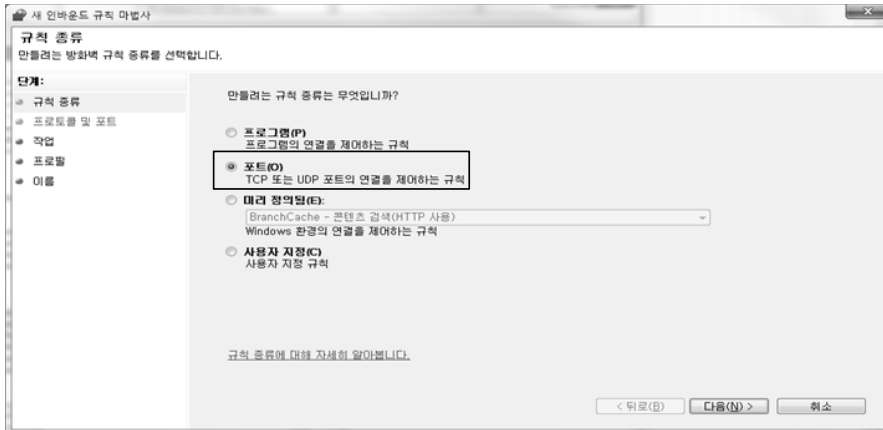 새 인바운드 규칙 마법사
규칙 종류
만들려는 방화벽 규칙 종류를 선택합니다.
단계:
규칙 종류
프로토콜 및 포트
작업
프로필
이름
만들려는 규칙 종류는 무엇입니까?
프로그램(P)
프로그램의 연결을 제어하는 규칙
포트(O)
TCP 또는 UDP 포트의 연결을 제어하는 규칙
미리 정의됨(E):
BranchCache - 콘텐츠 검색(HTTP 사용)
Windows 환경의 연결을 제어하는 규칙
사용자 지정(C)
사용자 지정 규칙
규칙 종류에 대해 자세히 알아봅니다.
< 뒤로(B) 다음(N) > 취소